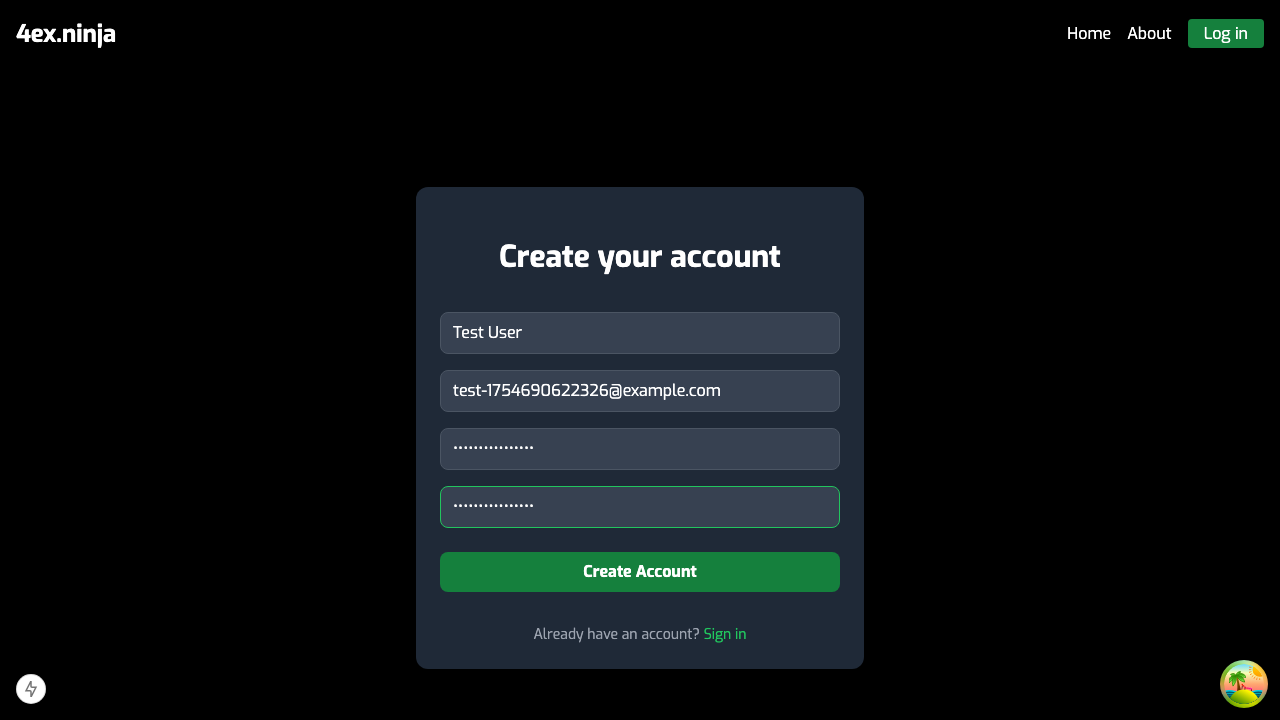 4ex.ninja
Home
About
Log in
Create your account
Test User
test-1754690622326@example.com
••••••••••••••••
••••••••••••••••
Create Account
Already have an account? Sign in